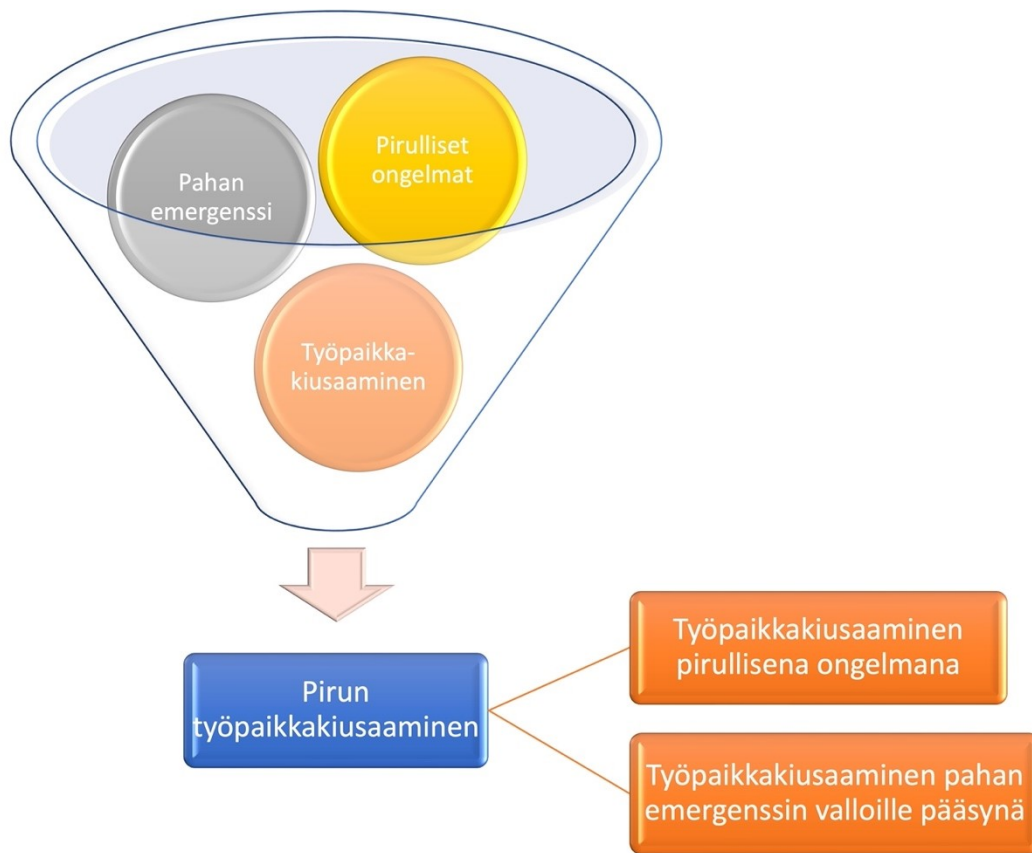 Pirulliset
ongelmat
Pahan
emergenssi
Työpaikka-
kiusaaminen
Pirun
työpaikkakiusaaminen
Työpaikkakiusaaminen
pirullisena ongelmana
Työpaikkakiusaaminen pahan
emergenssin valloille pääsynä